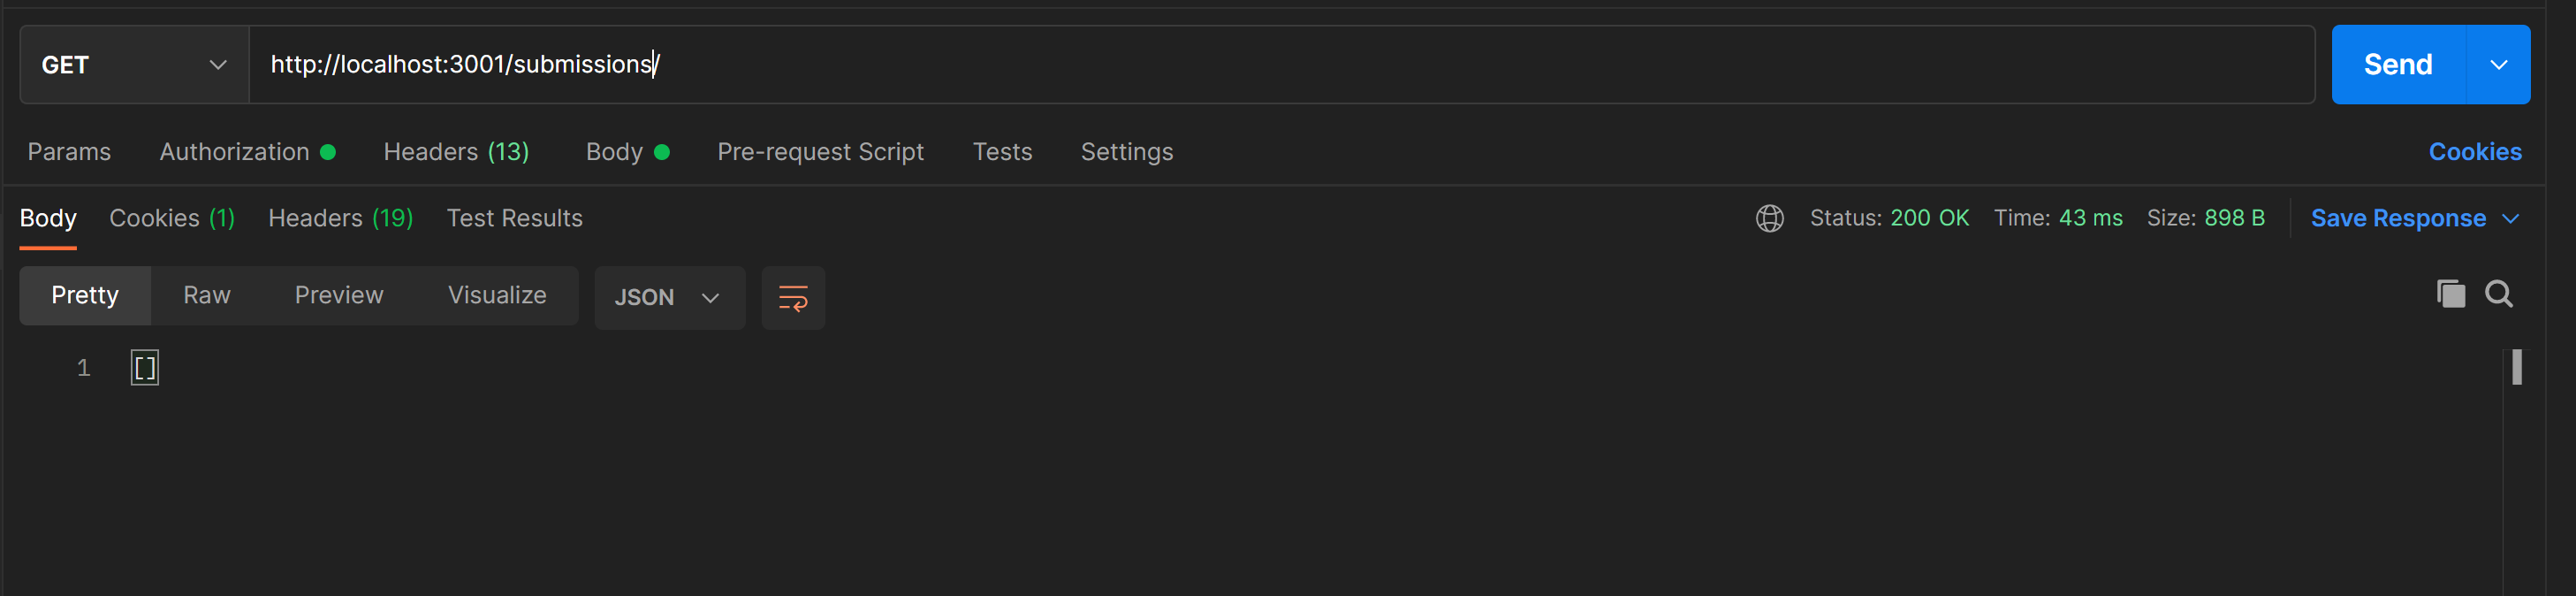 GET http://localhost:3001/submissions/ Send
Params Authorization Headers (13) Body Pre-request Script Tests Settings Cookies
Body Cookies (1) Headers (19) Test Results Status: 200 OK Time: 43 ms Size: 898 B Save Response
Pretty Raw Preview Visualize JSON
1 []